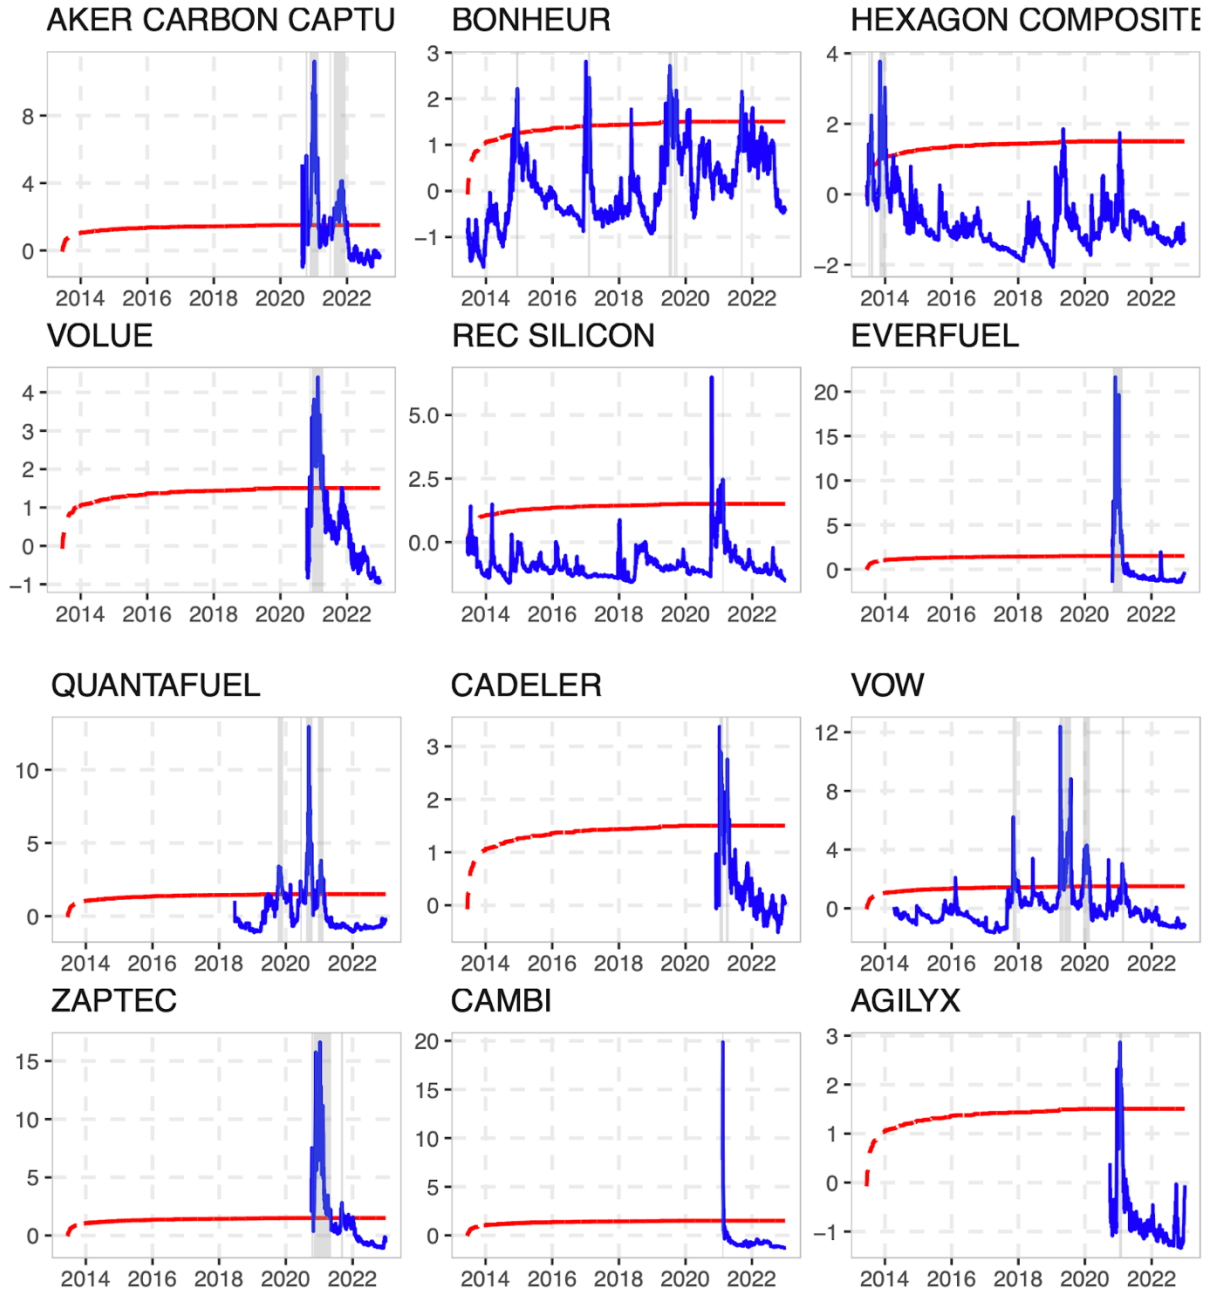 AKER CARBON CAPTU
BONHEUR
HEXAGON COMPOSITE
8
4
0
2014 2016 2018 2020 2022
3
2
1
0
−1
2014 2016 2018 2020 2022
4
2
0
−2
2014 2016 2018 2020 2022
VOLUE
REC SILICON
EVERFUEL
4
3
2
1
0
−1
2014 2016 2018 2020 2022
5.0
2.5
0.0
2014 2016 2018 2020 2022
20
15
10
5
0
2014 2016 2018 2020 2022
QUANTAFUEL
CADELER
VOW
10
5
0
2014 2016 2018 2020 2022
3
2
1
0
2014 2016 2018 2020 2022
12
8
4
0
2014 2016 2018 2020 2022
ZAPTEC
CAMBI
AGILYX
15
10
5
0
2014 2016 2018 2020 2022
20
15
10
5
0
2014 2016 2018 2020 2022
3
2
1
0
−1
2014 2016 2018 2020 2022